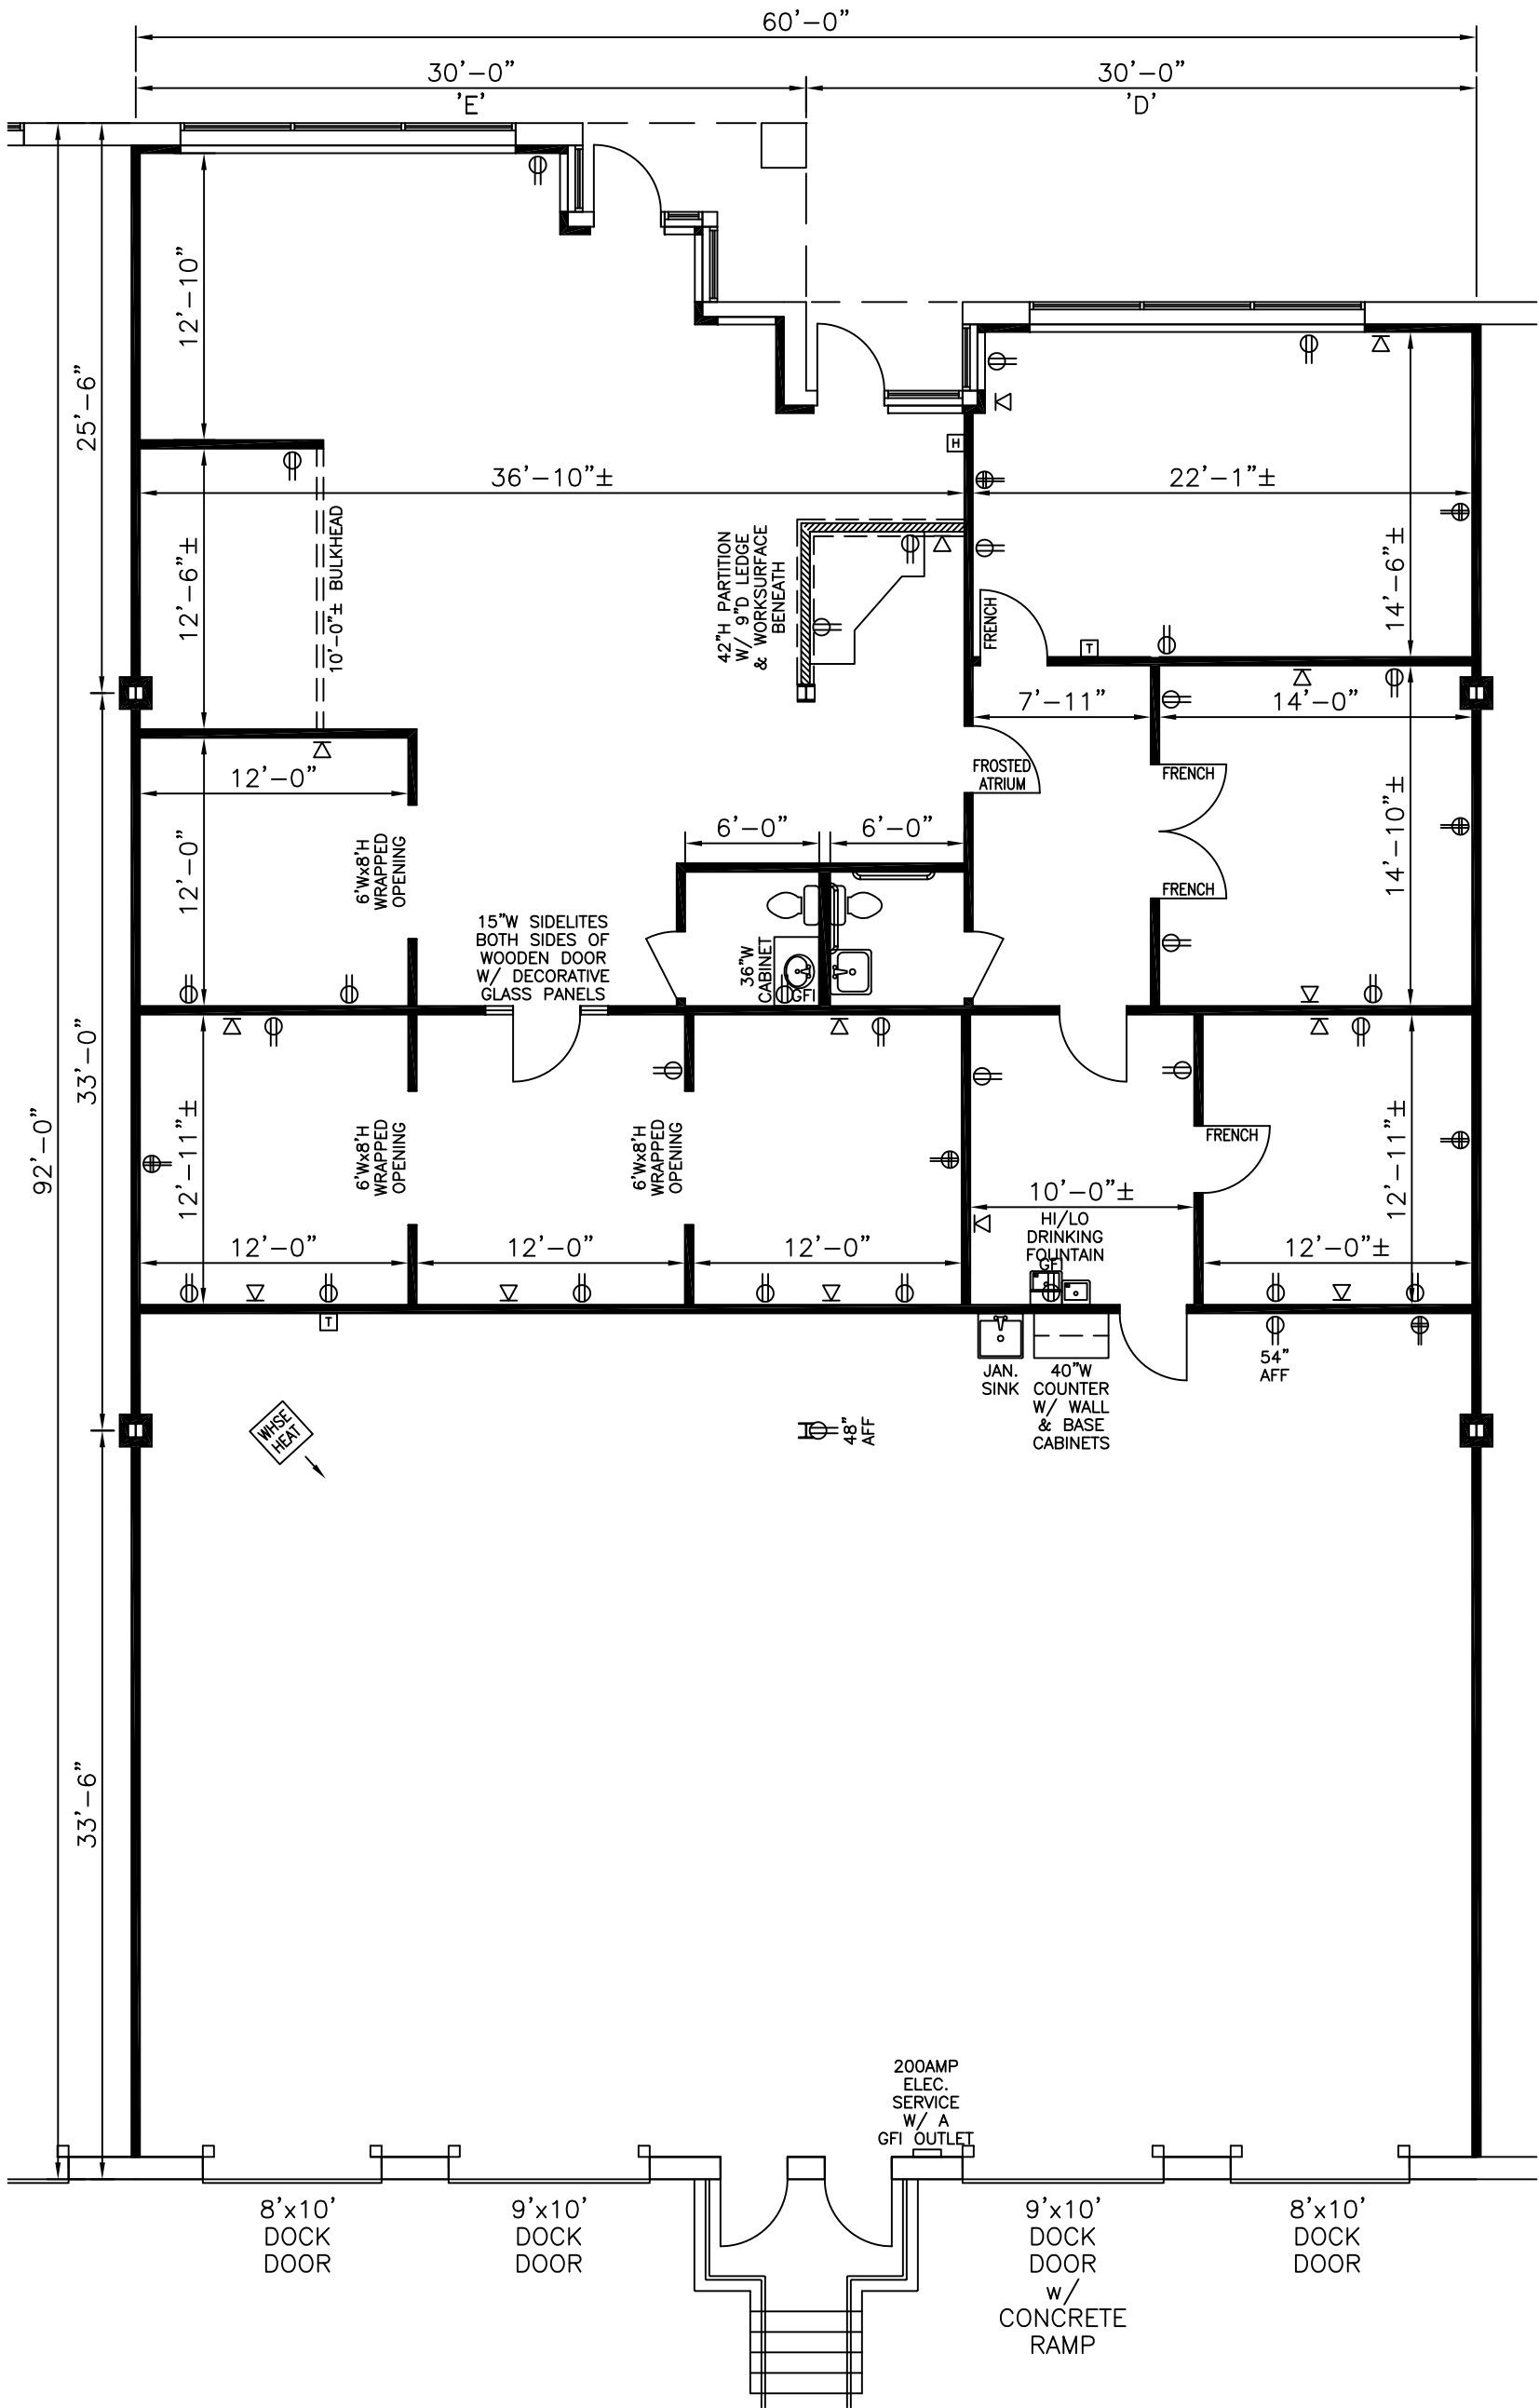 60'-0"
30'-0"
'E'
30'-0"
'D'
12'-10"
25'-6"
H
36'-10"±
22'-1"±
10'-0"± BULKHEAD
12'-6"±
42"H PARTITION
W/ 9"D LEDGE
& WORKSURFACE
BENEATH
14'-6"±
FRENCH
T
7'-11"
14'-0"
12'-0"
FROSTED
ATRIUM
FRENCH
6'-0"
6'-0"
12'-0"
6'Wx8'H
WRAPPED
OPENING
14'-10"±
FRENCH
15"W SIDELITES
BOTH SIDES OF
WOODEN DOOR
W/ DECORATIVE
GLASS PANELS
36"W
CABINET
GFI
33'-0"
92'-0"
12'-11"±
6'Wx8'H
WRAPPED
OPENING
6'Wx8'H
WRAPPED
OPENING
FRENCH
12'-11"±
10'-0"±
HI/LO
DRINKING
FOUNTAIN
GFI
12'-0"
12'-0"
12'-0"
12'-0"±
T
JAN.
SINK
40"W
COUNTER
W/ WALL
& BASE
CABINETS
54"
AFF
WHSE
HEAT
48"
AFF
33'-6"
200AMP
ELEC.
SERVICE
W/ A
GFI OUTLET
8'x10'
DOCK
DOOR
9'x10'
DOCK
DOOR
9'x10'
DOCK
DOOR
W/
CONCRETE
RAMP
8'x10'
DOCK
DOOR